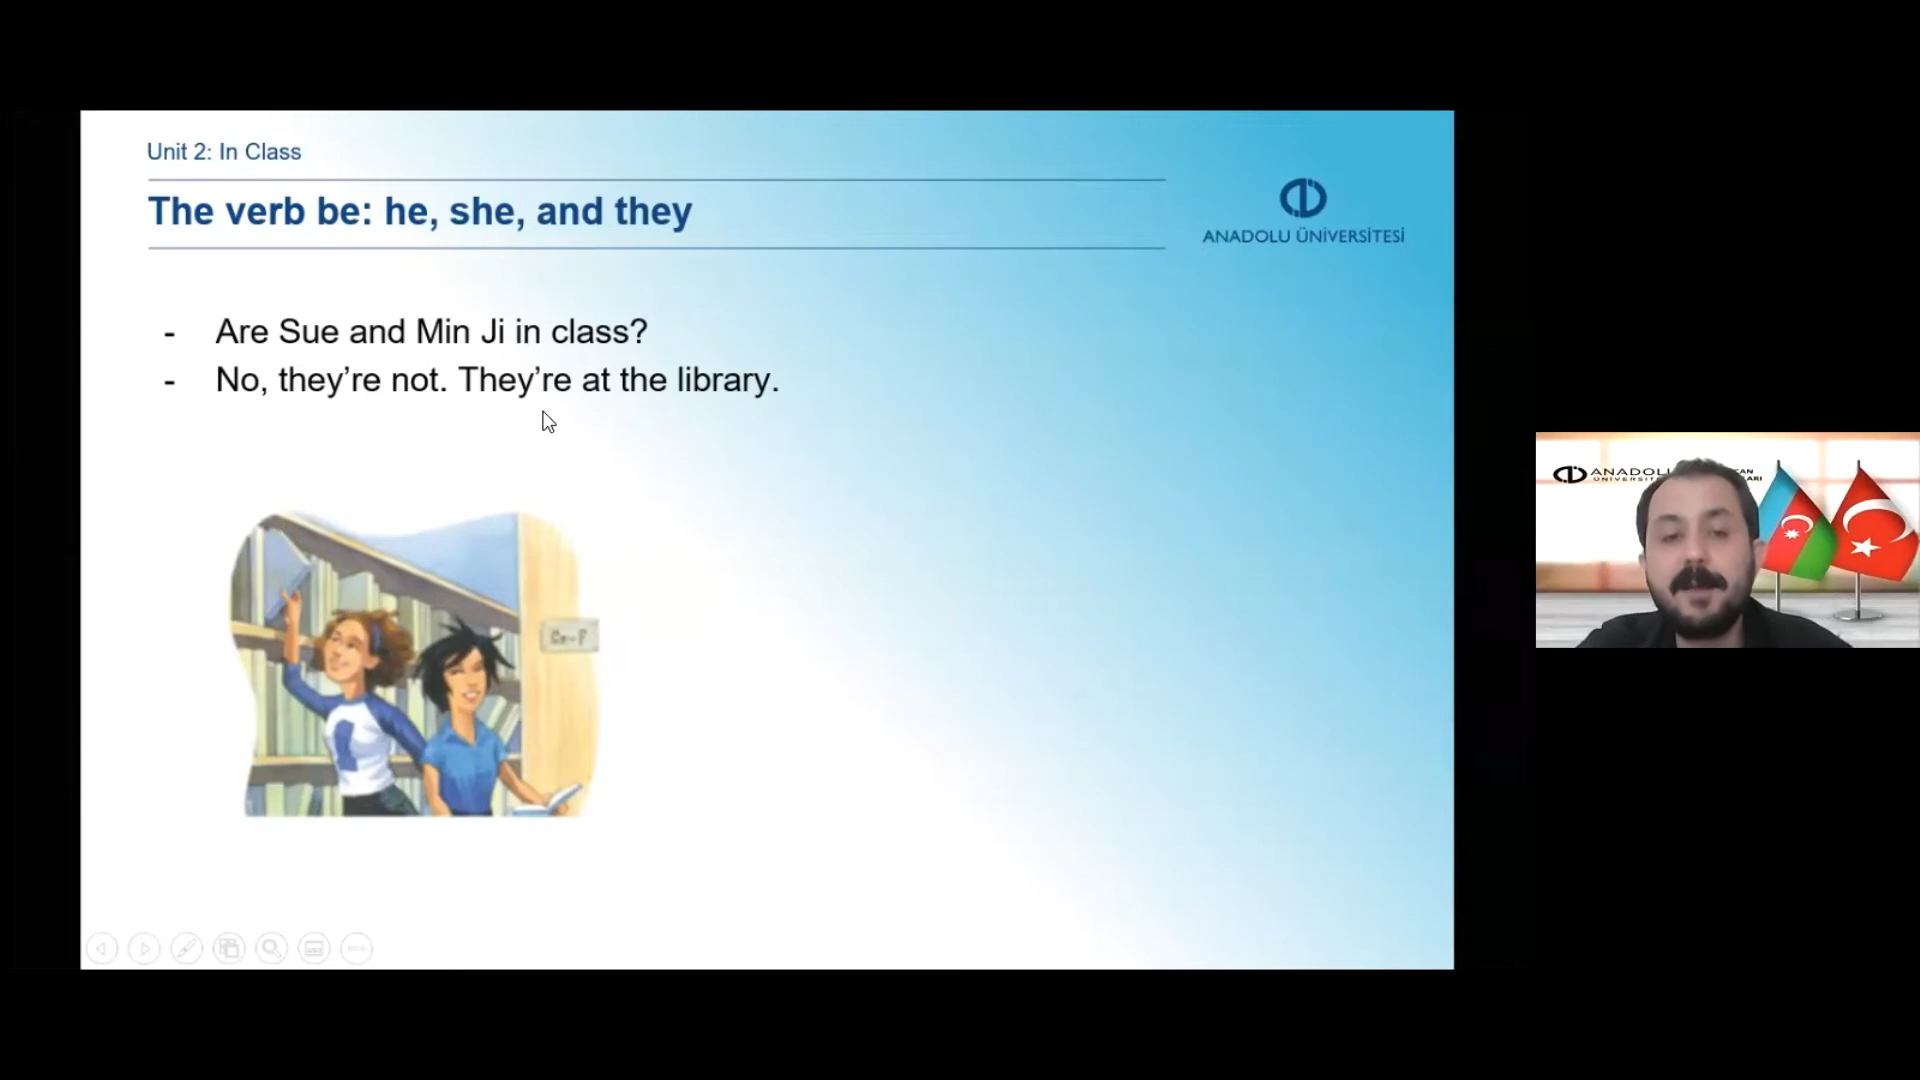 Unit 2: In Class
The verb be: he, she, and they
ANADOLU ÜNİVERSİTESİ
- Are Sue and Min Ji in class?
- No, they're not. They're at the library.
ANADOLU